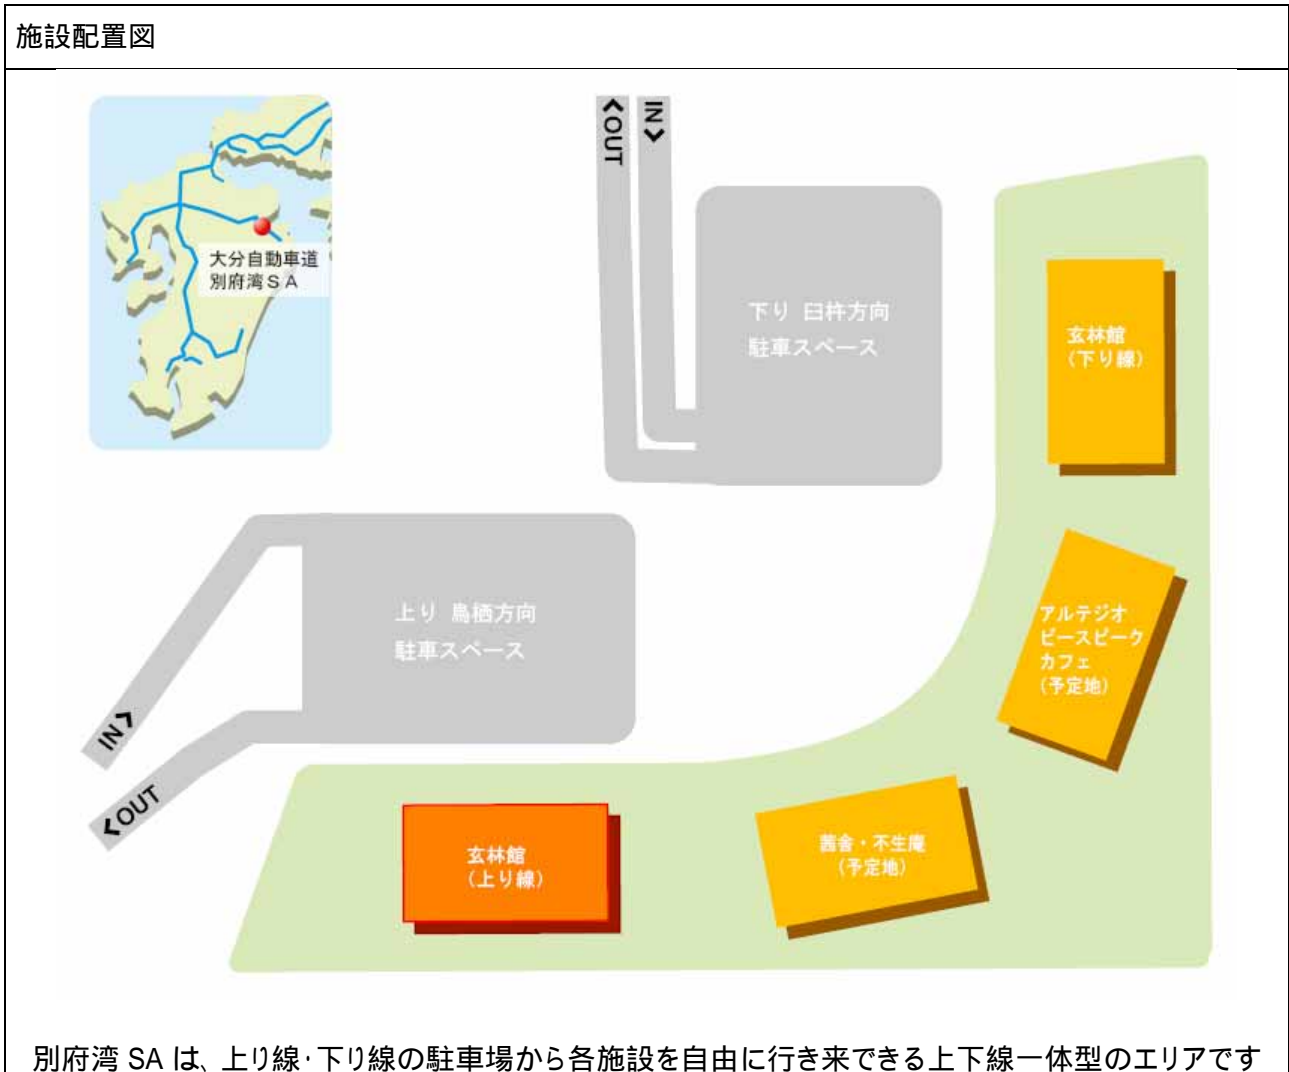 施設配置図
大分自動車道
別府湾ＳＡ
<OUT
IN>
下り 臼杵方向
駐車スペース
玄林館
(下り線)
上り 鳥栖方向
駐車スペース
アルテジオ
ピースピーク
カフェ
(予定地)
IN>
<OUT
玄林館
(上り線)
茜舎・不生庵
(予定地)
別府湾 SA は、上り線・下り線の駐車場から各施設を自由に行き来できる上下線一体型のエリアです